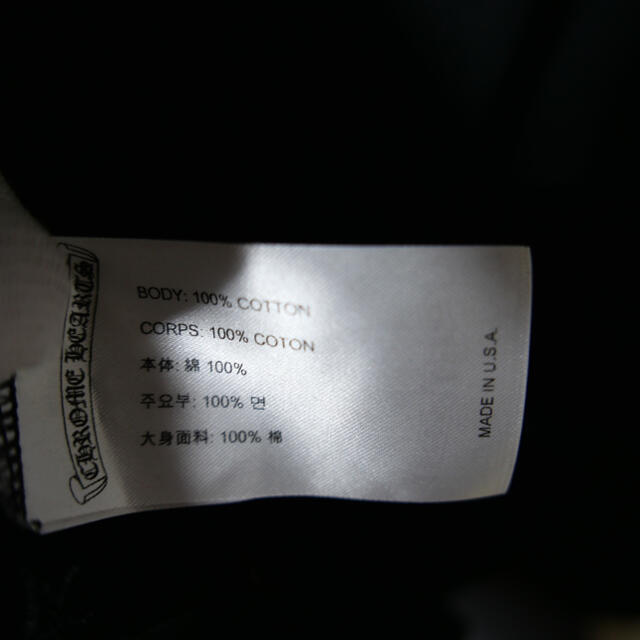 CHROME HEARTS
BODY: 100% COTTON
CORPS: 100% COTON
本体: 綿 100%
주요부: 100% 면
大身面料: 100% 棉
MADE IN U.S.A.